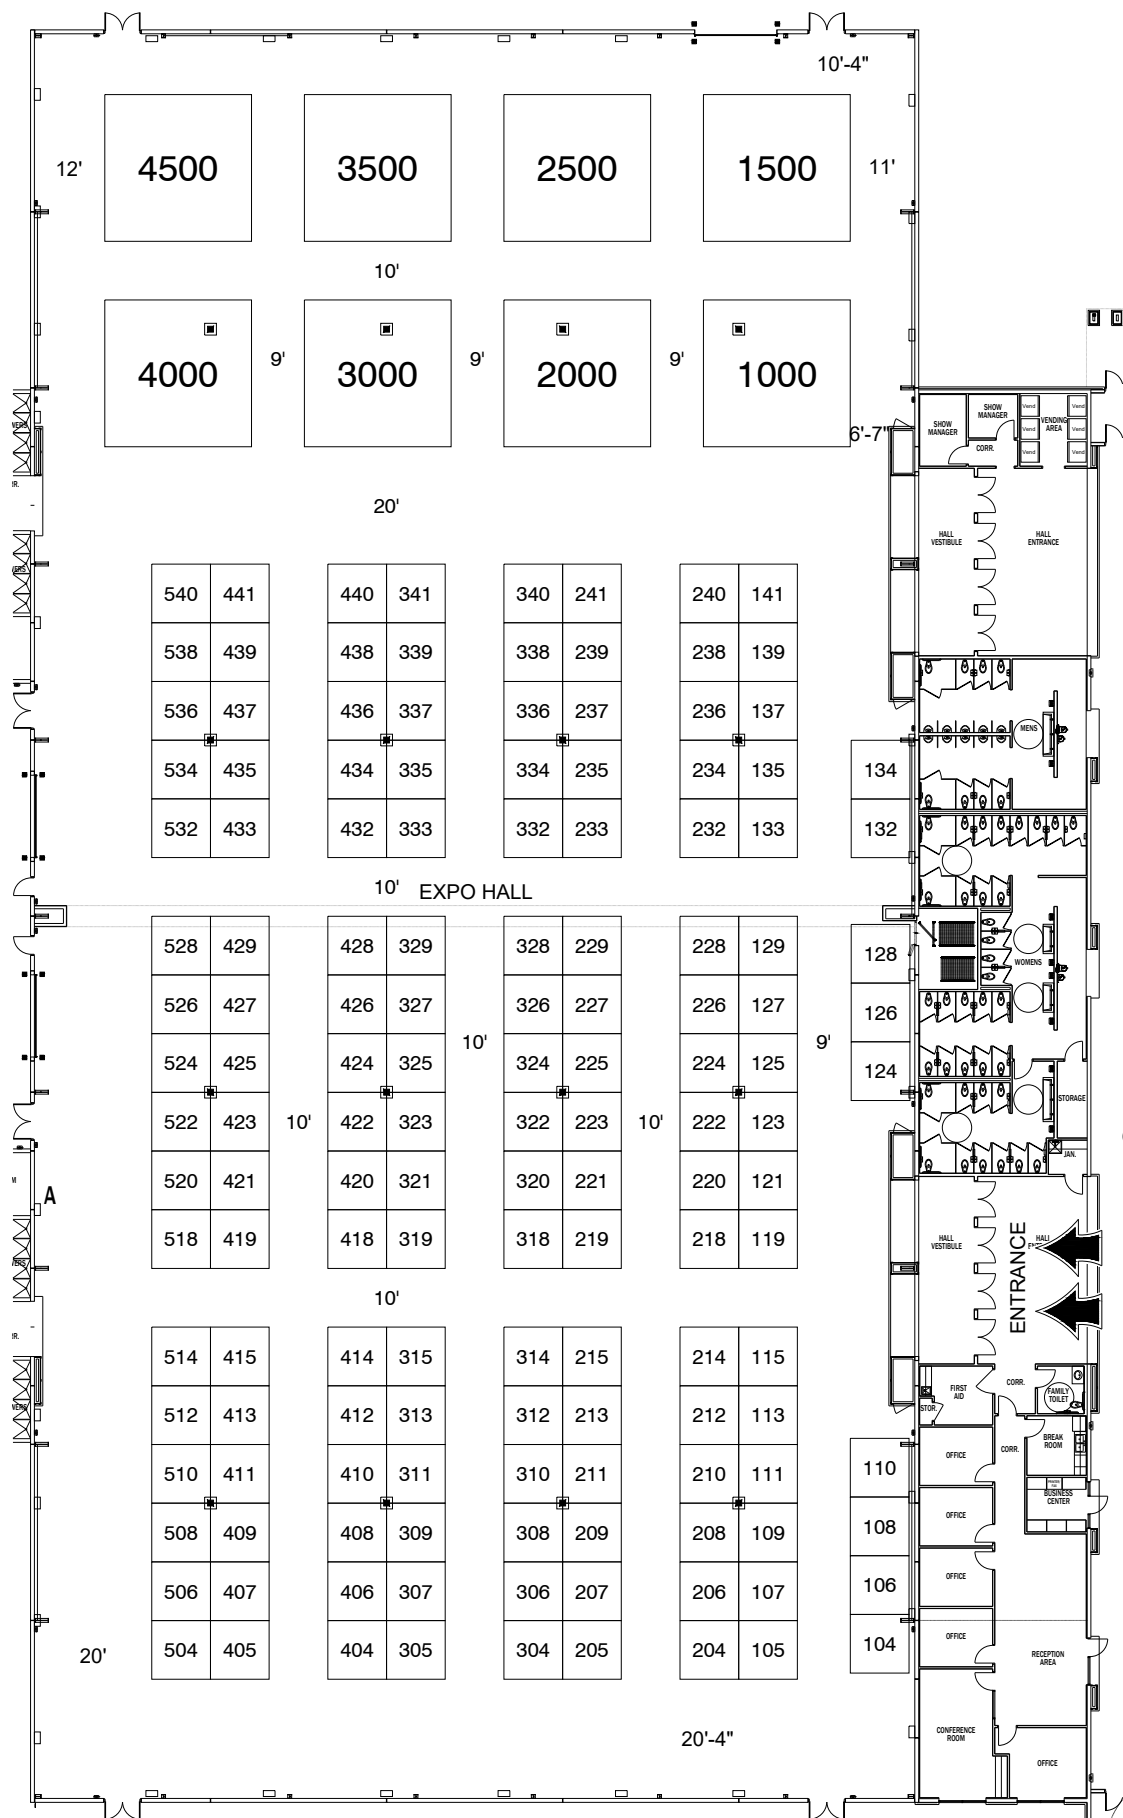 10'-4"
12'
4500
3500
2500
1500
11'
10'
4000
9'
3000
9'
2000
9'
1000
6'-7"
SHOW
MANAGER
SHOW
MANAGER
CORR.
Vend
Vend
Vend
Vend
Vend
Vend
VENDING
AREA
20'
HALL
VESTIBULE
HALL
ENTRANCE
540 441 440 341 340 241 240 141
538 439 438 339 338 239 238 139
536 437 436 337 336 237 236 137
534 435 434 335 334 235 234 135 134
532 433 432 333 332 233 232 133 132
MENS
10' EXPO HALL
528 429 428 329 328 229 228 129 128
526 427 426 327 326 227 226 127 126
10' 9'
524 425 424 325 324 225 224 125 124
522 423 10' 422 323 322 223 10' 222 123
520 421 420 321 320 221 220 121
518 419 418 319 318 219 218 119
WOMENS
STORAGE
JAN.
A
HALL
VESTIBULE
ENTRANCE
10'
514 415 414 315 314 215 214 115
512 413 412 313 312 213 212 113
510 411 410 311 310 211 210 111 110
508 409 408 309 308 209 208 109 108
506 407 406 307 306 207 206 107 106
504 405 404 305 304 205 204 105 104
FIRST
AID
STOR.
CORR.
FAMILY
TOILET
CORR.
BREAK
ROOM
BUSINESS
CENTER
OFFICE
OFFICE
OFFICE
OFFICE
RECEPTION
AREA
CONFERENCE
ROOM
OFFICE
20'
20'-4"